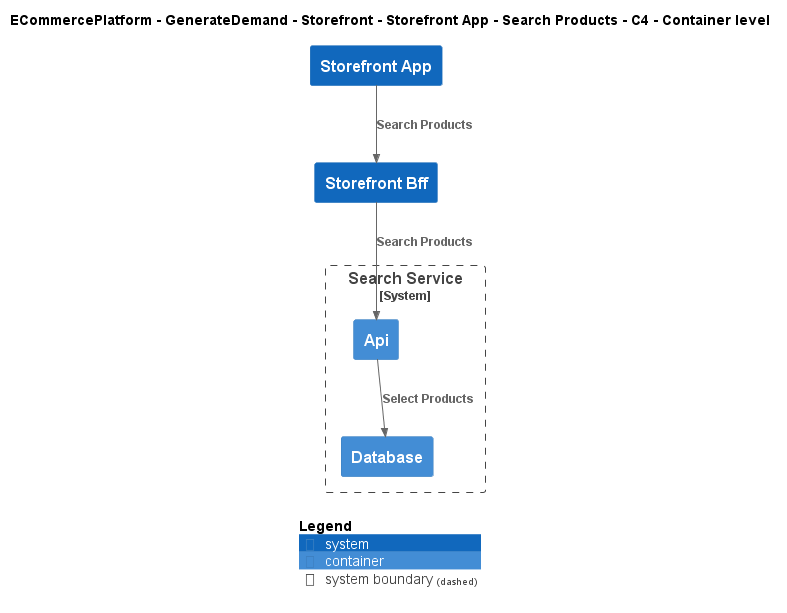 ECommercePlatform - GenerateDemand - Storefront - Storefront App - Search Products - C4 - Container level
Storefront App
Search Products
Storefront Bff
Search Products
Search Service
[System]
Api
Select Products
Database
Legend
system
container
system boundary (dashed)